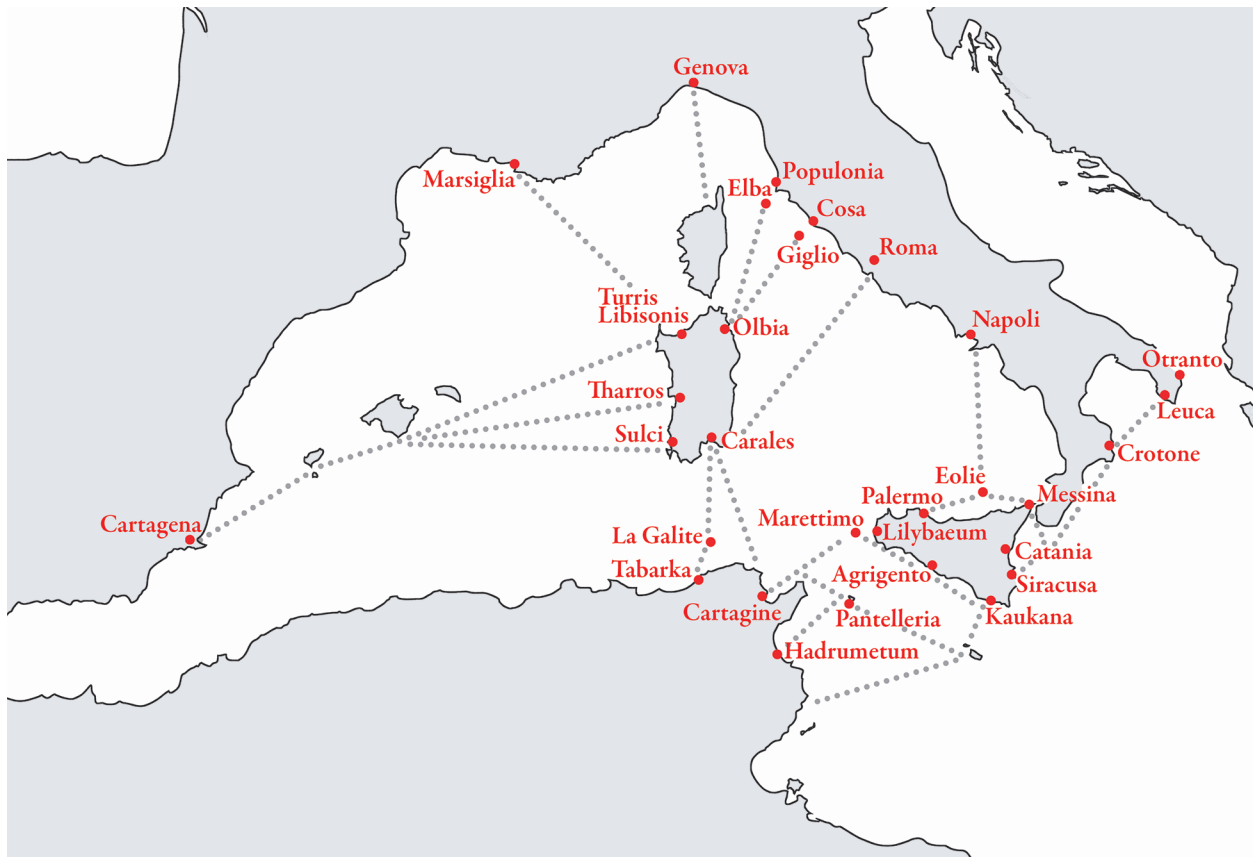 Genova
Marsiglia
Populonia
Elba
Cosa
Giglio
Roma
Turris
Libisonis
Olbia
Napoli
Otranto
Leuca
Tharros
Sulci
Carales
Crotone
Eolie
Messina
Palermo
Marettimo
Lilybaeum
Cartagena
La Galite
Catania
Tabarka
Agrigento
Siracusa
Cartagine
Pantelleria
Kaukana
Hadrumetum